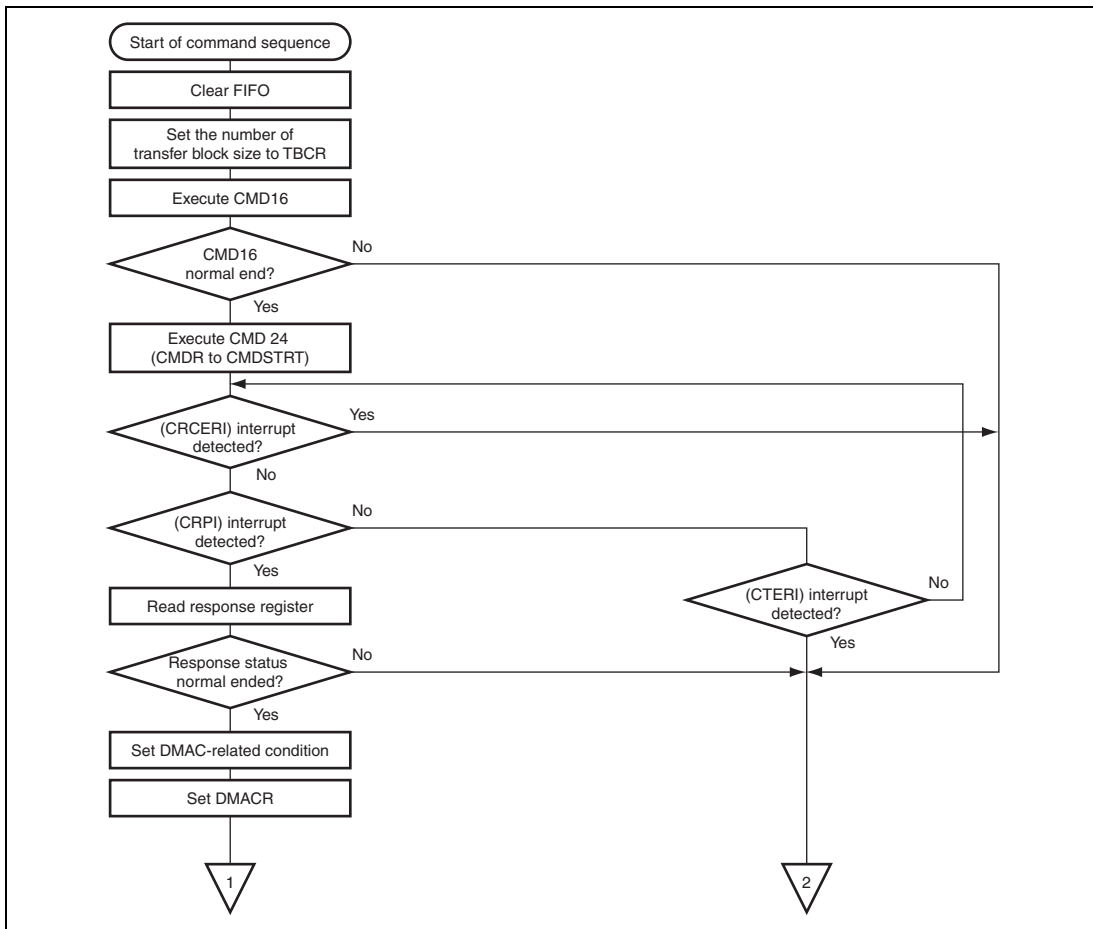 Start of command sequence
Clear FIFO
Set the number of
transfer block size to TBCR
Execute CMD16
CMD16
normal end?
No
Yes
Execute CMD 24
(CMDR to CMDSTRT)
(CRCERI) interrupt
detected?
Yes
No
(CRPI) interrupt
detected?
No
Yes
(CTERI) interrupt
detected?
No
Yes
Read response register
Response status
normal ended?
No
Yes
Set DMAC-related condition
Set DMACR
1
2